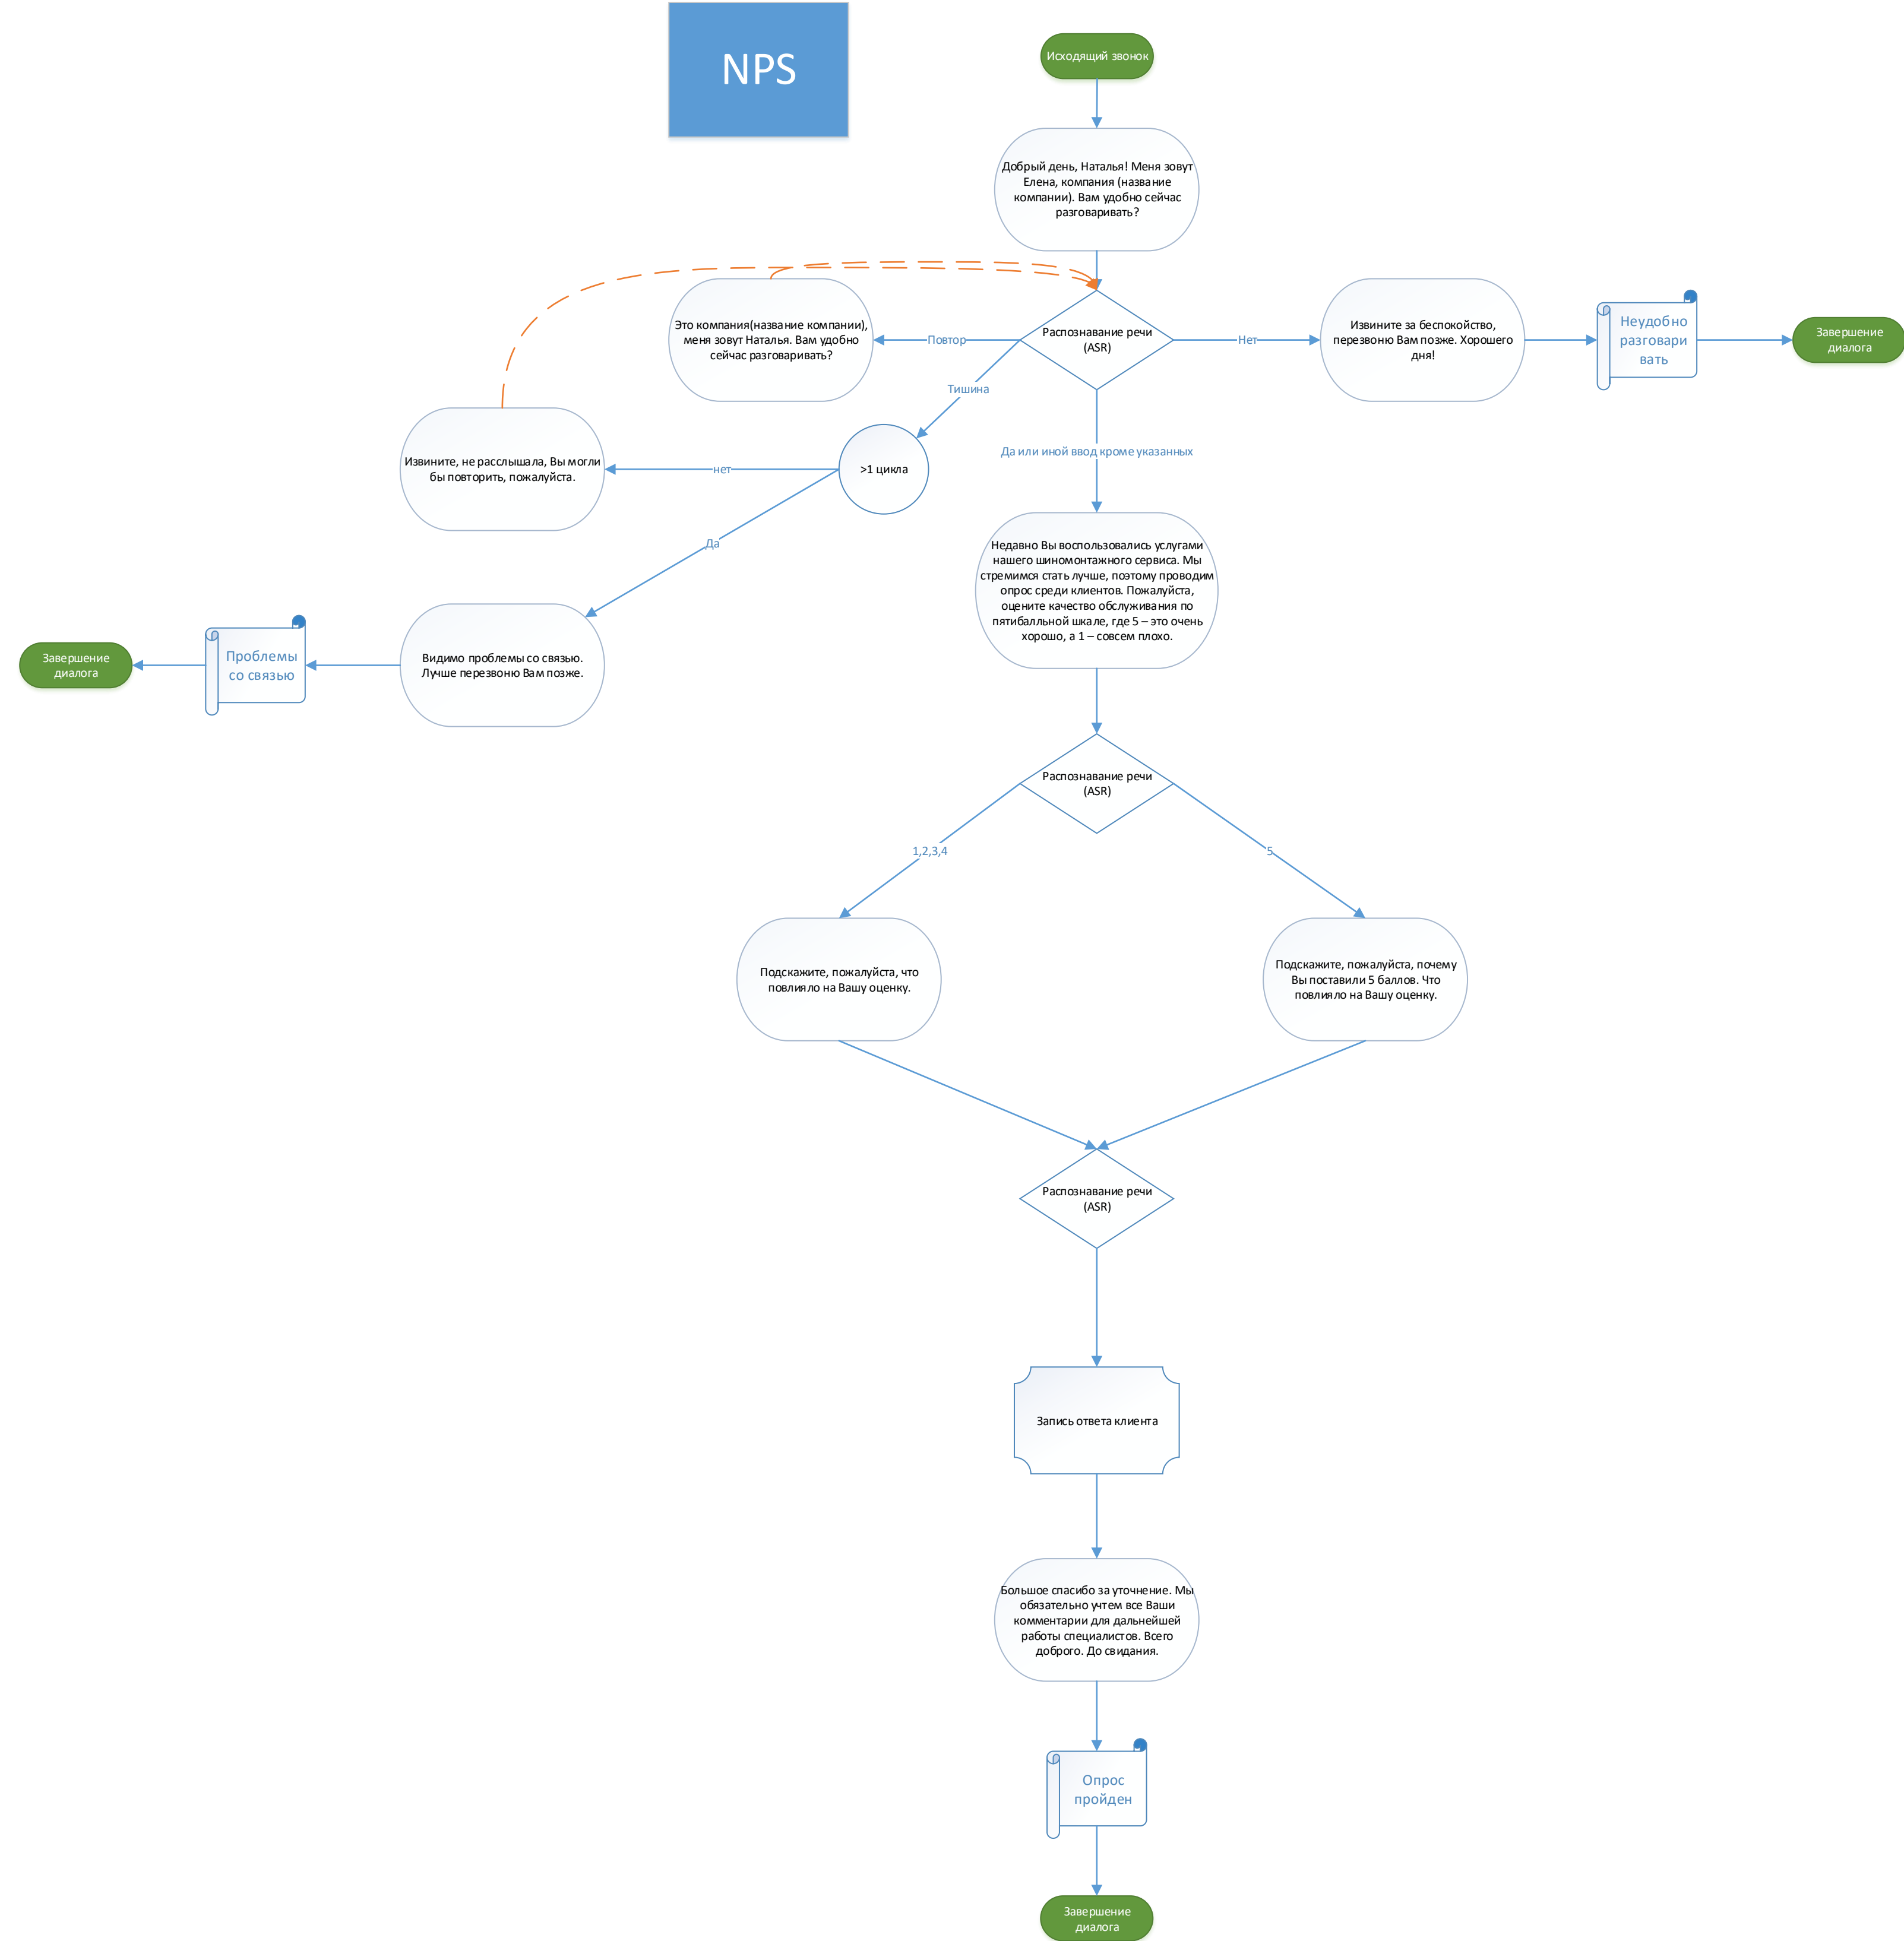 NPS
Исходящий звонок
Добрый день, Наталья! Меня зовут
Елена, компания (название
компании). Вам удобно сейчас
разговаривать?
Это компания(название компании),
меня зовут Наталья. Вам удобно
сейчас разговаривать?
Повтор
Распознавание речи
(ASR)
Нет
Извините за беспокойство,
перезвоню Вам позже. Хорошего
дня!
Неудобно
разговари
вать
Завершение
диалога
Тишина
Да или иной ввод кроме указанных
Извините, не расслышала, Вы могли
бы повторить, пожалуйста.
нет
>1 цикла
Да
Недавно Вы воспользовались услугами
нашего шиномонтажного сервиса. Мы
стремимся стать лучше, поэтому проводим
опрос среди клиентов. Пожалуйста,
оцените качество обслуживания по
пятибалльной шкале, где 5 – это очень
хорошо, а 1 – совсем плохо.
Завершение
диалога
Проблемы
со связью
Видимо проблемы со связью.
Лучше перезвоню Вам позже.
Распознавание речи
(ASR)
1,2,3,4
5
Подскажите, пожалуйста, что
повлияло на Вашу оценку.
Подскажите, пожалуйста, почему
Вы поставили 5 баллов. Что
повлияло на Вашу оценку.
Распознавание речи
(ASR)
Запись ответа клиента
Большое спасибо за уточнение. Мы
обязательно учтем все Ваши
комментарии для дальнейшей
работы специалистов. Всего
доброго. До свидания.
Опрос
пройден
Завершение
диалога